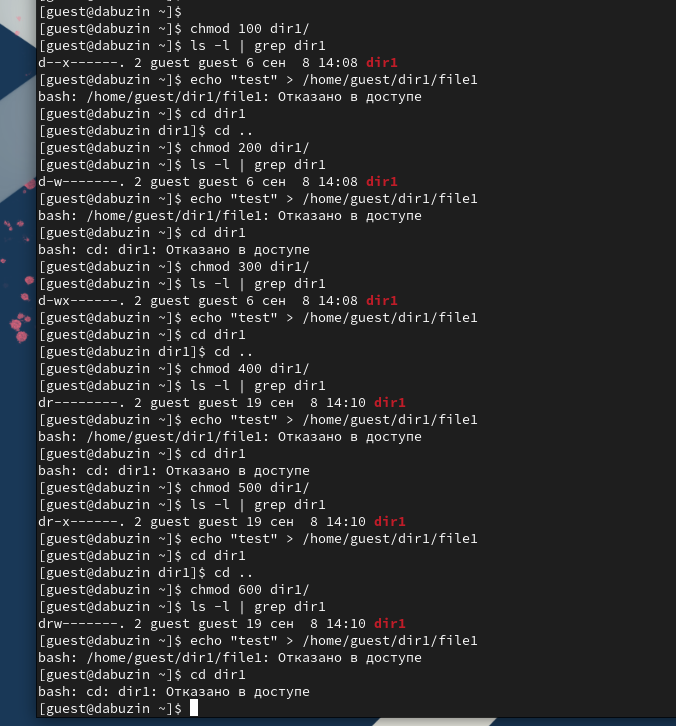 [guest@dabuzin ~]$
[guest@dabuzin ~]$ chmod 100 dir1/
[guest@dabuzin ~]$ ls -l | grep dir1
d--x------. 2 guest guest 6 сен  8 14:08 dir1
[guest@dabuzin ~]$ echo "test" > /home/guest/dir1/file1
bash: /home/guest/dir1/file1: Отказано в доступе
[guest@dabuzin ~]$ cd dir1
[guest@dabuzin dir1]$ cd ..
[guest@dabuzin ~]$ chmod 200 dir1/
[guest@dabuzin ~]$ ls -l | grep dir1
d-w-------. 2 guest guest 6 сен  8 14:08 dir1
[guest@dabuzin ~]$ echo "test" > /home/guest/dir1/file1
bash: /home/guest/dir1/file1: Отказано в доступе
[guest@dabuzin ~]$ cd dir1
bash: cd: dir1: Отказано в доступе
[guest@dabuzin ~]$ chmod 300 dir1/
[guest@dabuzin ~]$ ls -l | grep dir1
d-wx------. 2 guest guest 6 сен  8 14:08 dir1
[guest@dabuzin ~]$ echo "test" > /home/guest/dir1/file1
[guest@dabuzin ~]$ cd dir1
[guest@dabuzin dir1]$ cd ..
[guest@dabuzin ~]$ chmod 400 dir1/
[guest@dabuzin ~]$ ls -l | grep dir1
dr--------. 2 guest guest 19 сен  8 14:10 dir1
[guest@dabuzin ~]$ echo "test" > /home/guest/dir1/file1
bash: /home/guest/dir1/file1: Отказано в доступе
[guest@dabuzin ~]$ cd dir1
bash: cd: dir1: Отказано в доступе
[guest@dabuzin ~]$ chmod 500 dir1/
[guest@dabuzin ~]$ ls -l | grep dir1
dr-x------. 2 guest guest 19 сен  8 14:10 dir1
[guest@dabuzin ~]$ echo "test" > /home/guest/dir1/file1
[guest@dabuzin ~]$ cd dir1
[guest@dabuzin dir1]$ cd ..
[guest@dabuzin ~]$ chmod 600 dir1/
[guest@dabuzin ~]$ ls -l | grep dir1
drw-------. 2 guest guest 19 сен  8 14:10 dir1
[guest@dabuzin ~]$ echo "test" > /home/guest/dir1/file1
bash: /home/guest/dir1/file1: Отказано в доступе
[guest@dabuzin ~]$ cd dir1
bash: cd: dir1: Отказано в доступе
[guest@dabuzin ~]$